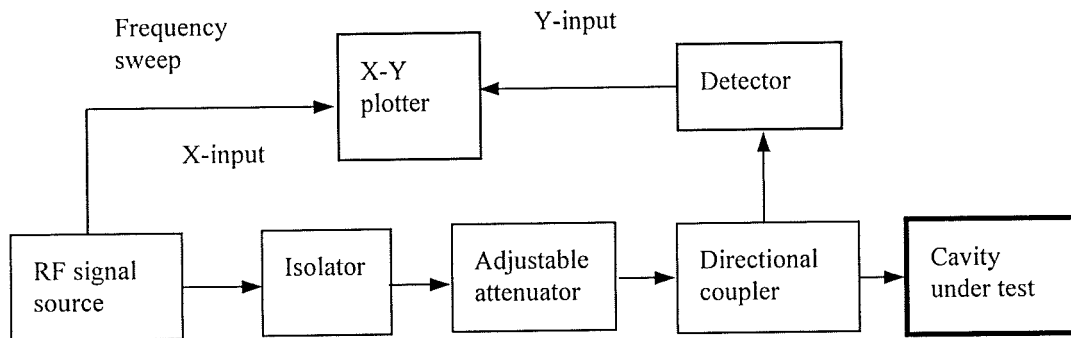 Frequency
sweep
Y-input
X-Y
plotter
Detector
X-input
RF signal
source
Isolator
Adjustable
attenuator
Directional
coupler
Cavity
under test